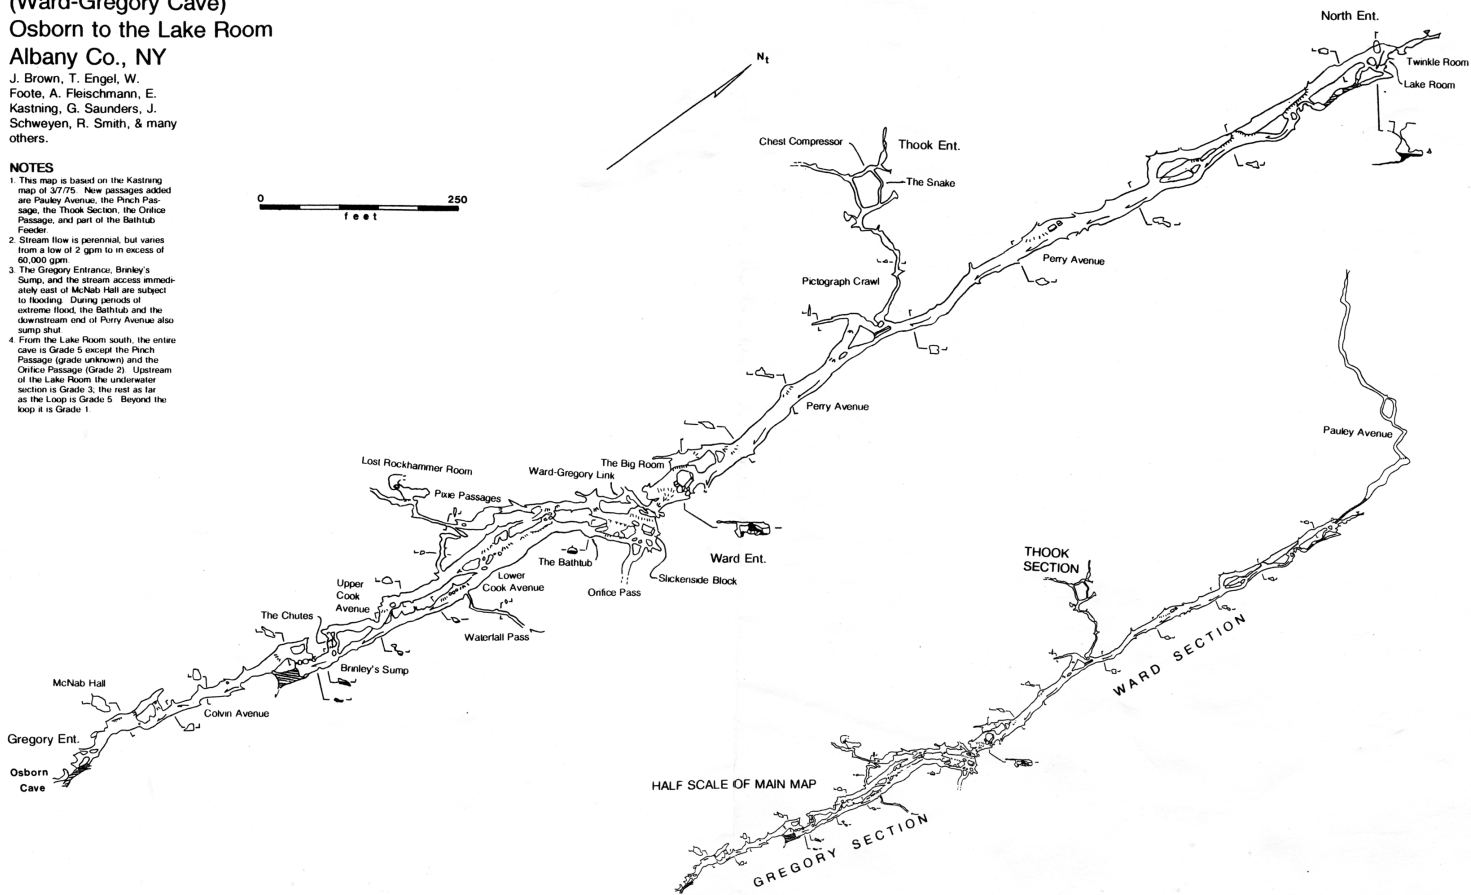 (Ward-Gregory Cave)
Osborn to the Lake Room
Albany Co., NY
J. Brown, T. Engel, W.
Foote, A. Fleischmann, E.
Kastning, G. Saunders, J.
Schweyen, R. Smith, & many
others.
NOTES
1. This map is based on the Kastning
map of 3/7/75. New passages added
are Pauley Avenue, the Pinch Pas-
sage, the Thook Section, the Orifice
Passage, and part of the Bathtub
Feeder.
2. Stream flow is perennial, but varies
from a low of 2 gpm to in excess of
60,000 gpm.
3. The Gregory Entrance, Brinley's
Sump, and the stream access immedi-
ately east of McNab Hall are subject
to flooding. During periods of
extreme flood, the Bathtub and the
downstream end of Perry Avenue also
sump shut.
4. From the Lake Room south, the entire
cave is Grade 5 except the Pinch
Passage (grade unknown) and the
Orifice Passage (Grade 2). Upstream
of the Lake Room the underwater
section is Grade 3; the rest as far
as the Loop is Grade 5. Beyond the
loop it is Grade 1.
0 250
feet
Nt
North Ent.
Twinkle Room
Lake Room
Chest Compressor
Thook Ent.
The Snake
Perry Avenue
Pictograph Crawl
Perry Avenue
Pauley Avenue
The Big Room
Lost Rockhammer Room
Ward-Gregory Link
Pixie Passages
Ward Ent.
The Bathtub
Slickenside Block
Orifice Pass
Lower
Cook Avenue
Upper
Cook
Avenue
The Chutes
Waterfall Pass
Brinley's Sump
McNab Hall
Colvin Avenue
Gregory Ent.
Osborn
Cave
THOOK
SECTION
WARD SECTION
HALF SCALE OF MAIN MAP
GREGORY SECTION